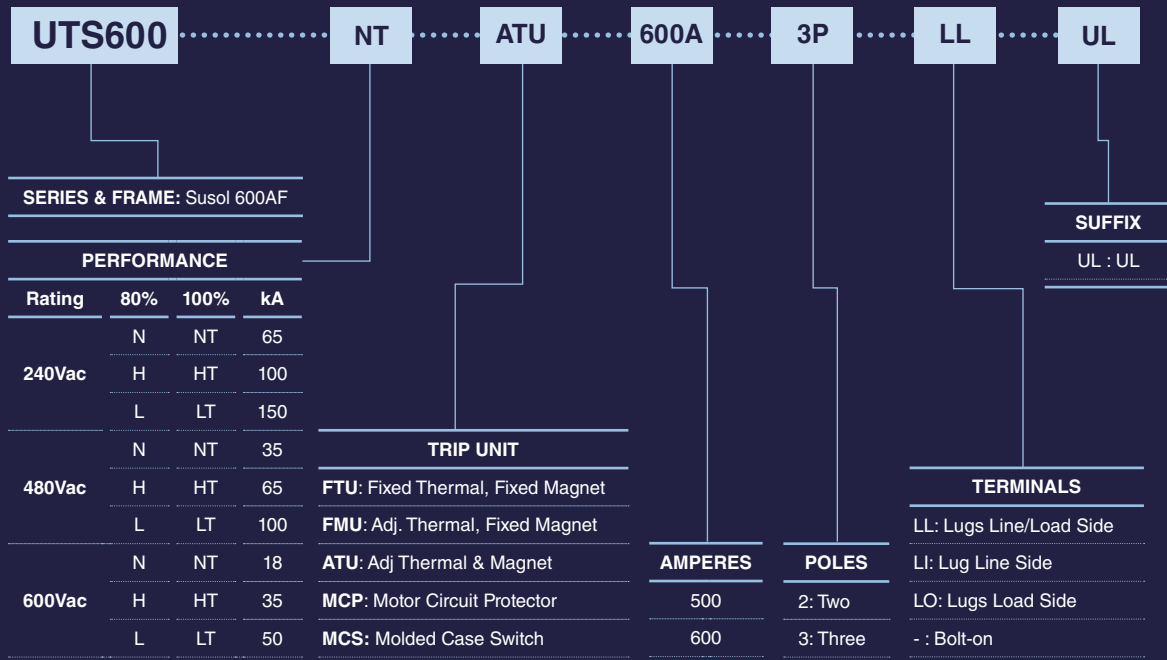 UTS600 NT ATU 600A 3P LL UL
SERIES & FRAME: Susol 600AF
PERFORMANCE
Rating 80% 100% kA
240Vac
N NT 65
H HT 100
L LT 150
480Vac
N NT 35
H HT 65
L LT 100
600Vac
N NT 18
H HT 35
L LT 50
TRIP UNIT
FTU: Fixed Thermal, Fixed Magnet
FMU: Adj. Thermal, Fixed Magnet
ATU: Adj Thermal & Magnet
MCP: Motor Circuit Protector
MCS: Molded Case Switch
AMPERES
500
600
POLES
2: Two
3: Three
TERMINALS
LL: Lugs Line/Load Side
LI: Lug Line Side
LO: Lugs Load Side
- : Bolt-on
SUFFIX
UL : UL